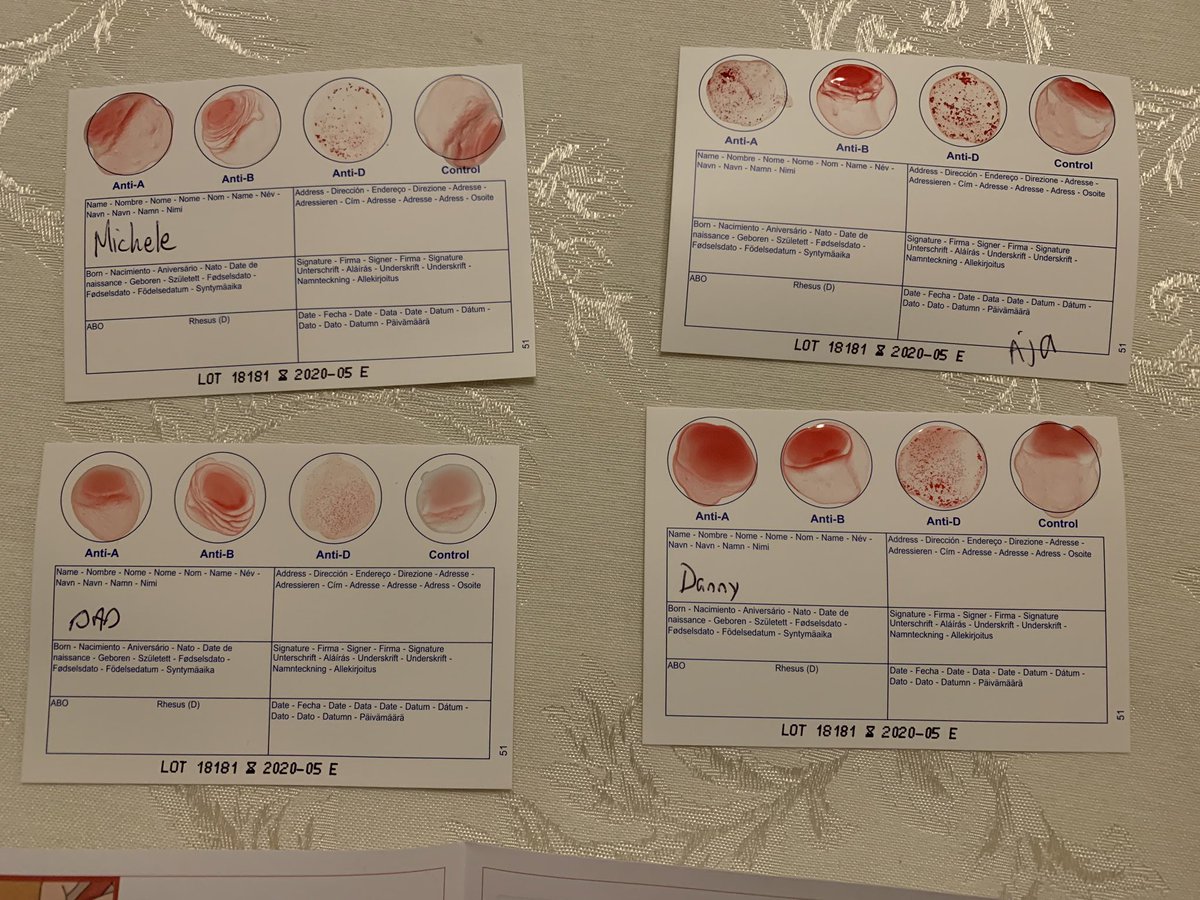 Anti-A
Anti-B
Anti-D
Control
Name - Nombre - Nome - Nome - Nom - Name - Név -
Navn - Navn - Namn - Nimi
Michele
Address - Dirección - Endereço - Direzione - Adresse -
Adressieren - Cím - Adresse - Adresse - Adress - Osoite
Born - Nacimiento - Aniversário - Nato - Date de
naissance - Geboren - Született - Fødselsdato -
Fødselsdato - Födelsedatum - Syntymäaika
Signature - Firma - Signer - Firma - Signature
Unterschrift - Aláírás - Underskrift - Underskrift -
Namnteckning - Allekirjoitus
ABO
Rhesus (D)
Date - Fecha - Date - Data - Date - Datum - Dátum -
Dato - Dato - Datumn - Päivämäärä
51
LOT 18181 2020-05 E
Anti-A
Anti-B
Anti-D
Control
Name - Nombre - Nome - Nome - Nom - Name - Név -
Navn - Navn - Namn - Nimi
Address - Dirección - Endereço - Direzione - Adresse -
Adressieren - Cím - Adresse - Adresse - Adress - Osoite
Born - Nacimiento - Aniversário - Nato - Date de
naissance - Geboren - Született - Fødselsdato -
Fødselsdato - Födelsedatum - Syntymäaika
Signature - Firma - Signer - Firma - Signature
Unterschrift - Aláírás - Underskrift - Underskrift -
Namnteckning - Allekirjoitus
ABO
Rhesus (D)
Date - Fecha - Date - Data - Date - Datum - Dátum -
Dato - Dato - Datumn - Päivämäärä
51
LOT 18181 2020-05 E
Aja
Anti-A
Anti-B
Anti-D
Control
Name - Nombre - Nome - Nome - Nom - Name - Név -
Navn - Navn - Namn - Nimi
DAD
Address - Dirección - Endereço - Direzione - Adresse -
Adressieren - Cím - Adresse - Adresse - Adress - Osoite
Born - Nacimiento - Aniversário - Nato - Date de
naissance - Geboren - Született - Fødselsdato -
Fødselsdato - Födelsedatum - Syntymäaika
Signature - Firma - Signer - Firma - Signature
Unterschrift - Aláírás - Underskrift - Underskrift -
Namnteckning - Allekirjoitus
ABO
Rhesus (D)
Date - Fecha - Date - Data - Date - Datum - Dátum -
Dato - Dato - Datumn - Päivämäärä
51
LOT 18181 2020-05 E
Anti-A
Anti-B
Anti-D
Control
Name - Nombre - Nome - Nome - Nom - Name - Név -
Navn - Navn - Namn - Nimi
Danny
Address - Dirección - Endereço - Direzione - Adresse -
Adressieren - Cím - Adresse - Adresse - Adress - Osoite
Born - Nacimiento - Aniversário - Nato - Date de
naissance - Geboren - Született - Fødselsdato -
Fødselsdato - Födelsedatum - Syntymäaika
Signature - Firma - Signer - Firma - Signature
Unterschrift - Aláírás - Underskrift - Underskrift -
Namnteckning - Allekirjoitus
ABO
Rhesus (D)
Date - Fecha - Date - Data - Date - Datum - Dátum -
Dato - Dato - Datumn - Päivämäärä
51
LOT 18181 2020-05 E